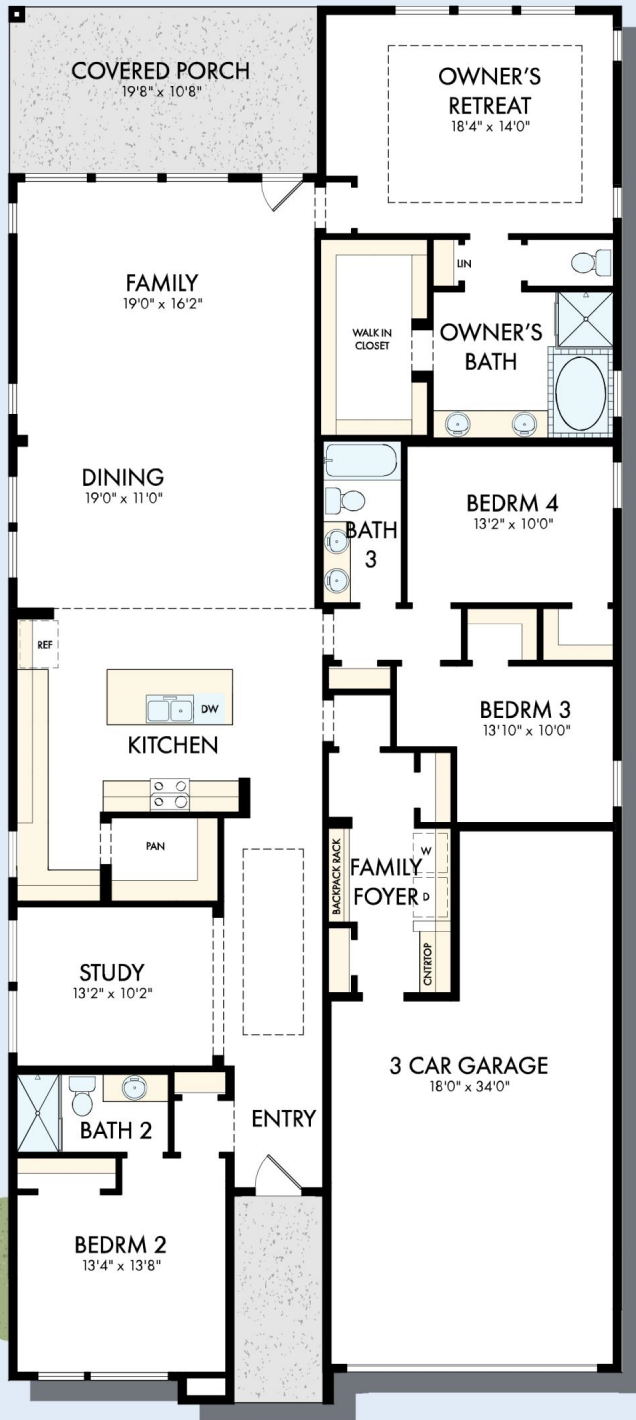 COVERED PORCH
19'8" x 10'8"
OWNER'S
RETREAT
18'4" x 14'0"
FAMILY
19'0" x 16'2"
LIN
WALK IN
CLOSET
OWNER'S
BATH
DINING
19'0" x 11'0"
BATH
3
BEDRM 4
13'2" x 10'0"
REF
DW
KITCHEN
BEDRM 3
13'10" x 10'0"
PAN
BACKPACK RACK
FAMILY
FOYER
W
D
CNTRTOP
STUDY
13'2" x 10'2"
3 CAR GARAGE
18'0" x 34'0"
BATH 2
ENTRY
BEDRM 2
13'4" x 13'8"